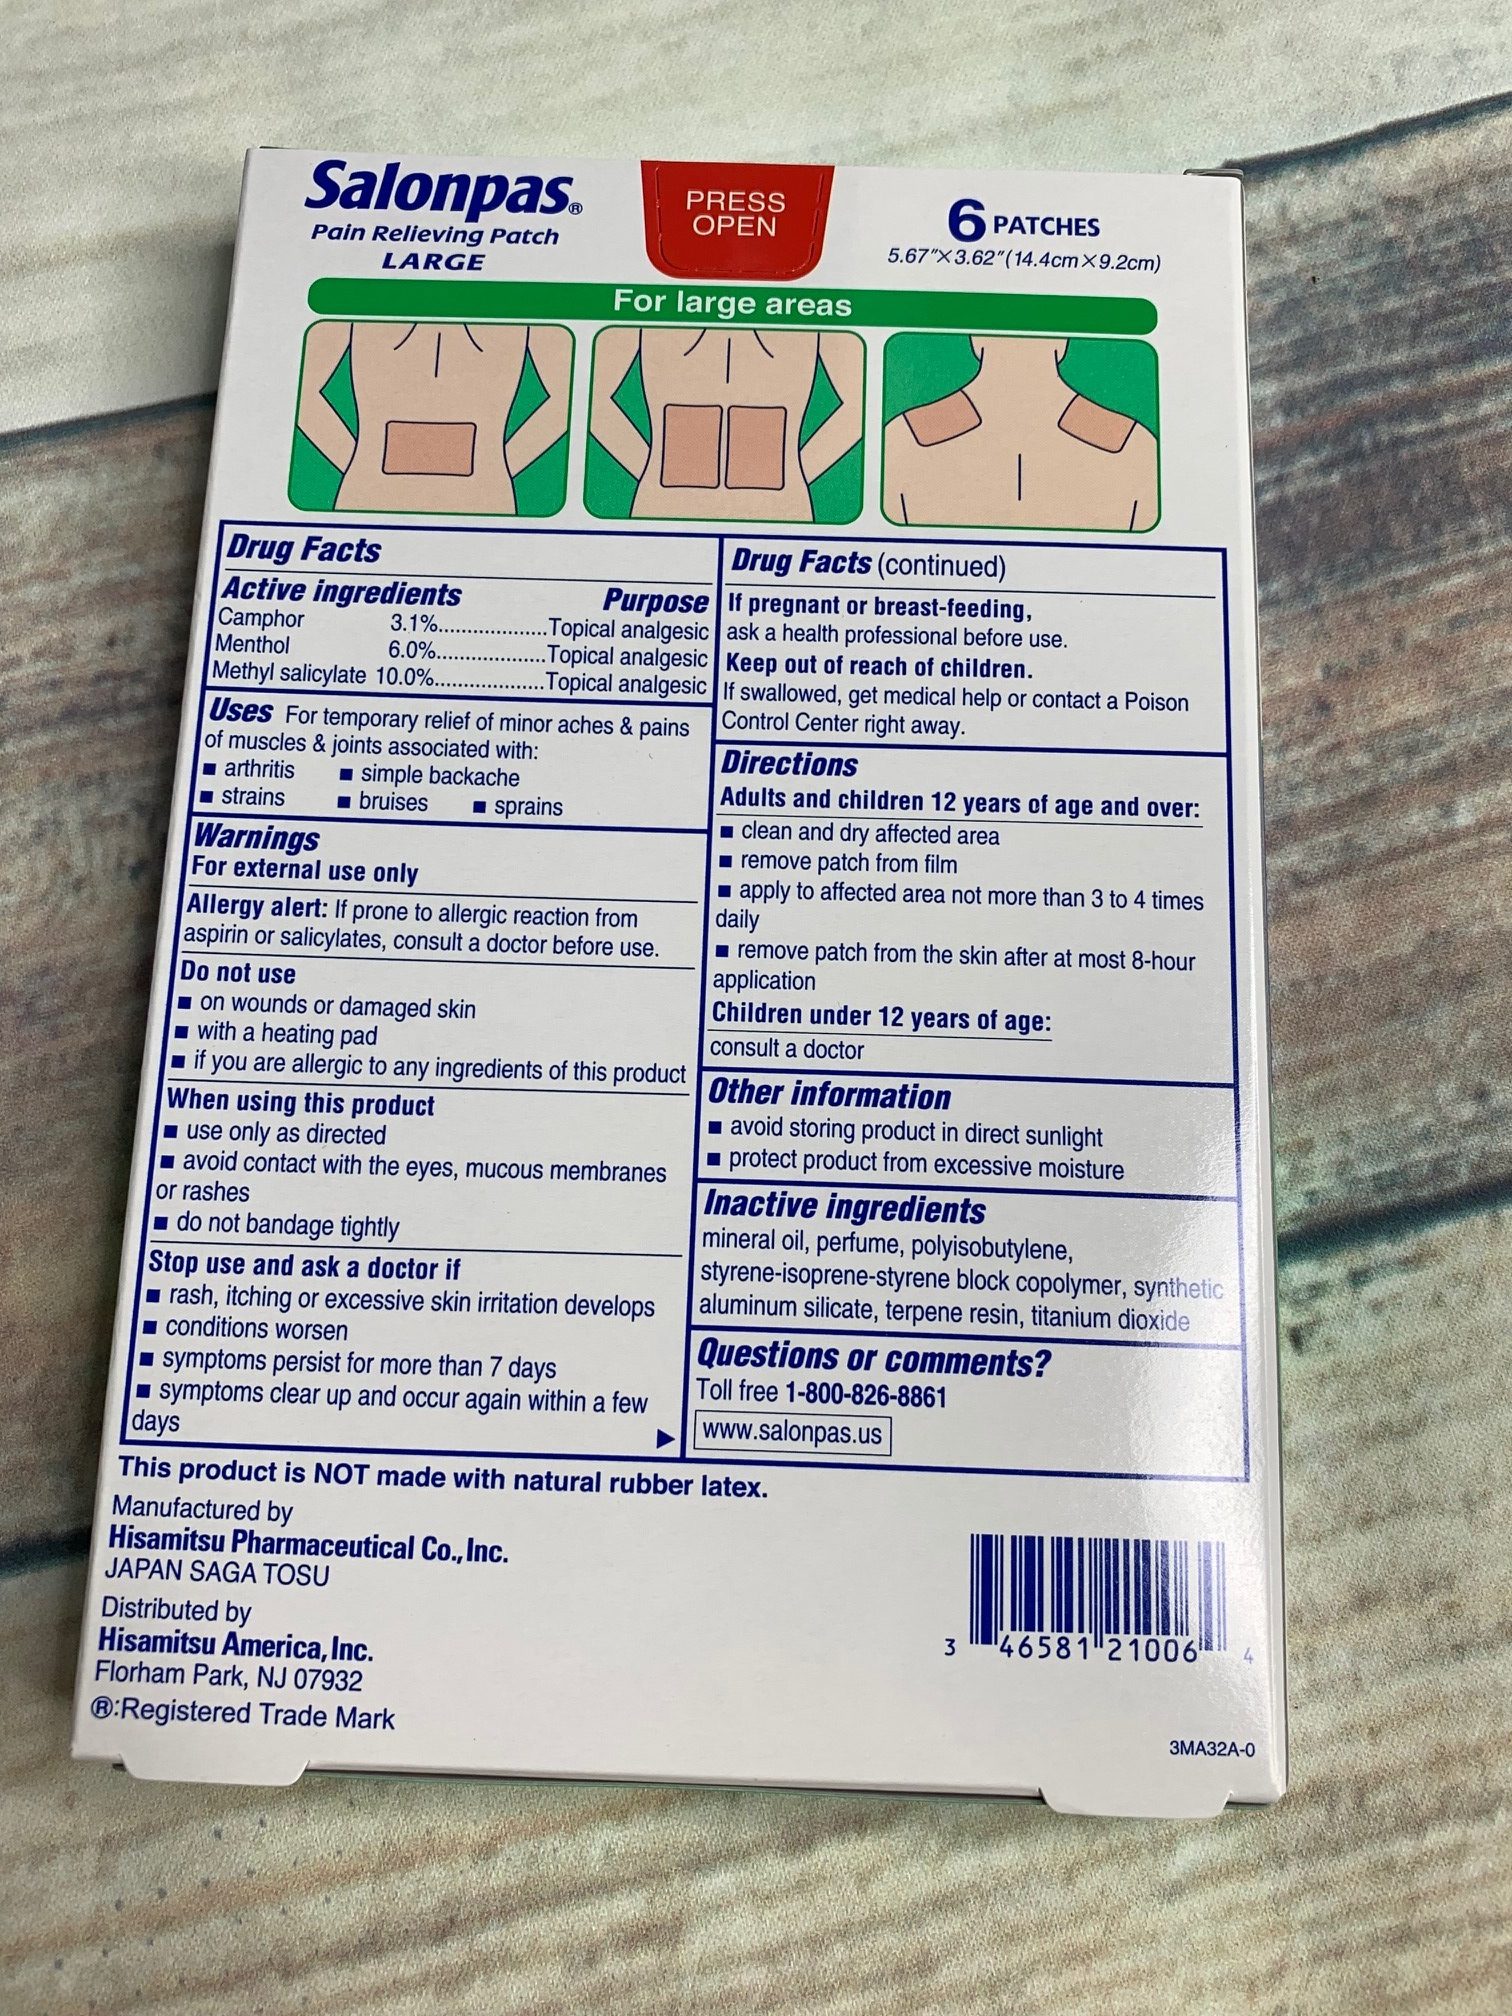 Salonpas®
Pain Relieving Patch
LARGE
PRESS
OPEN
6 PATCHES
5.67"×3.62"(14.4cm×9.2cm)
For large areas
Drug Facts
Active ingredients Purpose
Camphor 3.1%...................Topical analgesic
Menthol 6.0%...................Topical analgesic
Methyl salicylate 10.0%...................Topical analgesic
Uses For temporary relief of minor aches & pains
of muscles & joints associated with:
■ arthritis ■ simple backache
■ strains ■ bruises ■ sprains
Warnings
For external use only
Allergy alert: If prone to allergic reaction from
aspirin or salicylates, consult a doctor before use.
Do not use
■ on wounds or damaged skin
■ with a heating pad
■ if you are allergic to any ingredients of this product
When using this product
■ use only as directed
■ avoid contact with the eyes, mucous membranes
or rashes
■ do not bandage tightly
Stop use and ask a doctor if
■ rash, itching or excessive skin irritation develops
■ conditions worsen
■ symptoms persist for more than 7 days
■ symptoms clear up and occur again within a few
days ▶
Drug Facts (continued)
If pregnant or breast-feeding,
ask a health professional before use.
Keep out of reach of children.
If swallowed, get medical help or contact a Poison
Control Center right away.
Directions
Adults and children 12 years of age and over:
■ clean and dry affected area
■ remove patch from film
■ apply to affected area not more than 3 to 4 times
daily
■ remove patch from the skin after at most 8-hour
application
Children under 12 years of age:
consult a doctor
Other information
■ avoid storing product in direct sunlight
■ protect product from excessive moisture
Inactive ingredients
mineral oil, perfume, polyisobutylene,
styrene-isoprene-styrene block copolymer, synthetic
aluminum silicate, terpene resin, titanium dioxide
Questions or comments?
Toll free 1-800-826-8861
www.salonpas.us
This product is NOT made with natural rubber latex.
Manufactured by
Hisamitsu Pharmaceutical Co., Inc.
JAPAN SAGA TOSU
Distributed by
Hisamitsu America, Inc.
Florham Park, NJ 07932
®:Registered Trade Mark
3 46581 21006 4
3MA32A-0